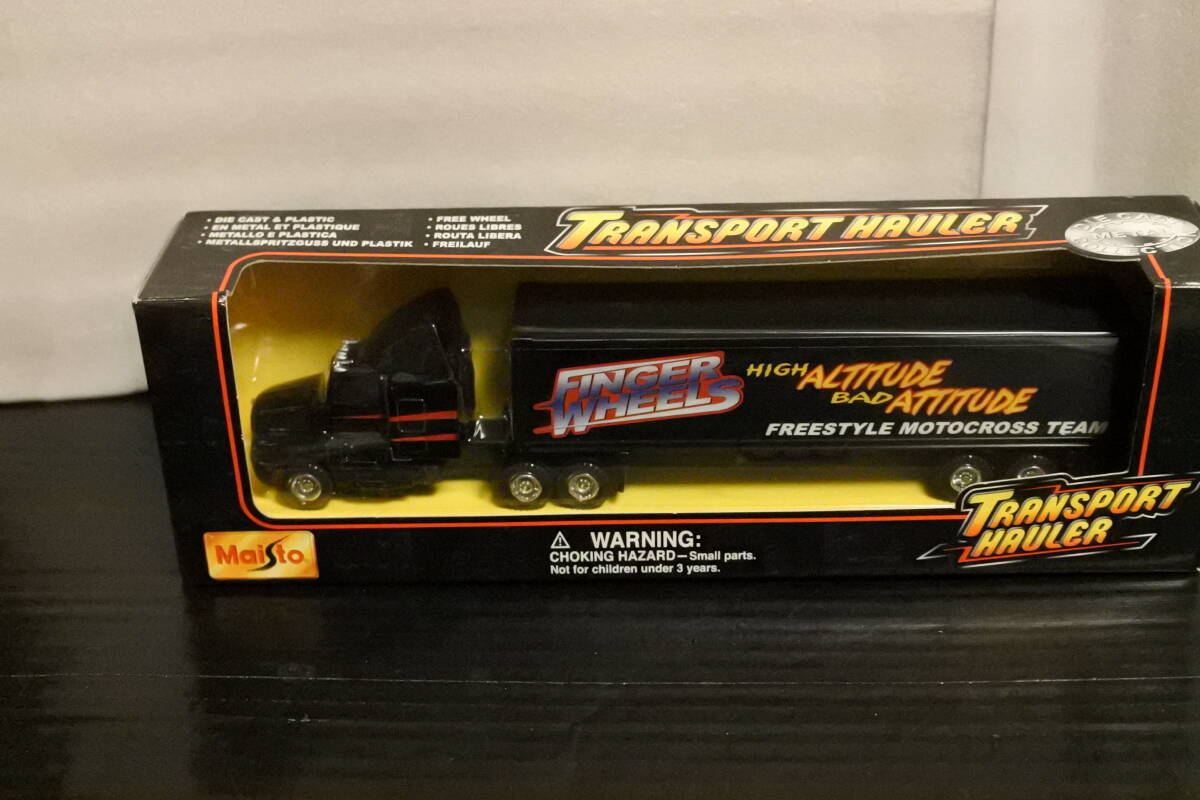 • DIE CAST & PLASTIC
• EN METAL ET PLASTIQUE
• METALLO E PLASTICA
• METALLSPRITZGUSS UND PLASTIK
• FREE WHEEL
• ROUES LIBRES
• ROUTA LIBERA
• FREILAUF
TRANSPORT HAULER
METAL
FINGER
WHEELS
HIGH ALTITUDE
BAD ATTITUDE
FREESTYLE MOTOCROSS TEAM
TRANSPORT
HAULER
Maisto
⚠ WARNING:
CHOKING HAZARD—Small parts.
Not for children under 3 years.